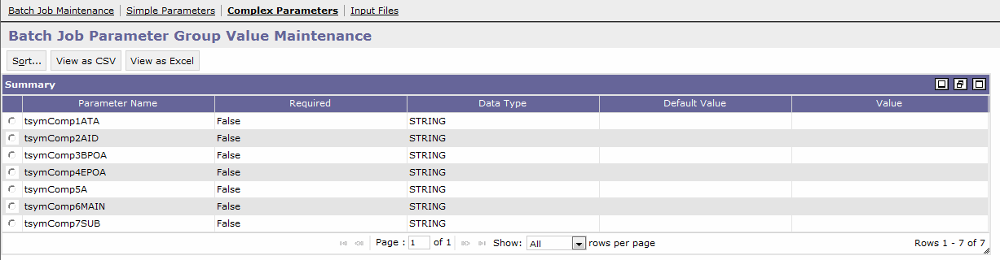 Batch Job Maintenance | Simple Parameters | Complex Parameters | Input Files
Batch Job Parameter Group Value Maintenance
Sort... View as CSV View as Excel
Summary
Parameter Name Required Data Type Default Value Value
tsymComp1ATA False STRING
tsymComp2AID False STRING
tsymComp3BPOA False STRING
tsymComp4EPOA False STRING
tsymComp5A False STRING
tsymComp6MAIN False STRING
tsymComp7SUB False STRING
Page : 1 of 1 Show: All rows per page Rows 1 - 7 of 7